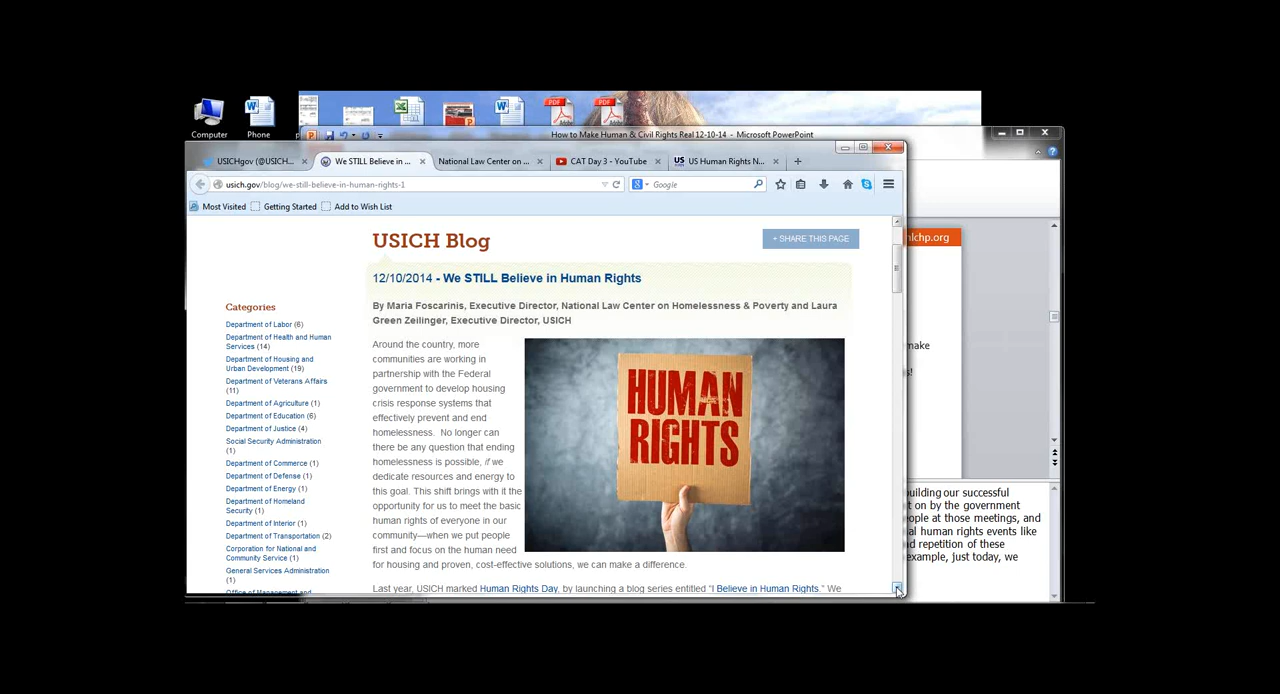 Computer
Phone
How to Make Human & Civil Rights Real 12-10-14 - Microsoft PowerPoint
USICHgov (@USICH...
We STILL Believe in ...
National Law Center on ...
CAT Day 3 - YouTube
US Human Rights N...
usich.gov/blog/we-still-believe-in-human-rights-1
Google
Most Visited
Getting Started
Add to Wish List
USICH Blog
+ SHARE THIS PAGE
12/10/2014 - We STILL Believe in Human Rights
By Maria Foscarinis, Executive Director, National Law Center on Homelessness & Poverty and Laura
Green Zeilinger, Executive Director, USICH
Categories
Department of Labor (6)
Department of Health and Human
Services (14)
Department of Housing and
Urban Development (19)
Department of Veterans Affairs
(11)
Department of Agriculture (1)
Department of Education (6)
Department of Justice (4)
Social Security Administration
(1)
Department of Commerce (1)
Department of Defense (1)
Department of Energy (1)
Department of Homeland
Security (1)
Department of Interior (1)
Department of Transportation (2)
Corporation for National and
Community Service (1)
General Services Administration
(1)
Office of Management and
Around the country, more
communities are working in
partnership with the Federal
government to develop housing
crisis response systems that
effectively prevent and end
homelessness. No longer can
there be any question that ending
homelessness is possible, if we
dedicate resources and energy to
this goal. This shift brings with it the
opportunity for us to meet the basic
human rights of everyone in our
community—when we put people
first and focus on the human need
for housing and proven, cost-effective solutions, we can make a difference.
HUMAN
RIGHTS
Last year, USICH marked Human Rights Day, by launching a blog series entitled "I Believe in Human Rights." We
nlchp.org
make
s!
building our successful
t on by the government
ople at those meetings, and
al human rights events like
d repetition of these
example, just today, we